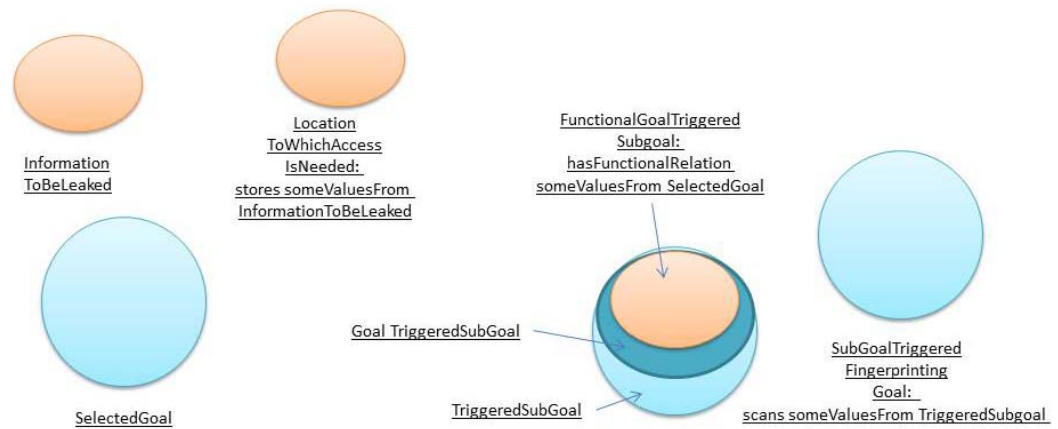 Information
ToBeLeaked
Location
ToWhichAccess
IsNeeded:
stores someValuesFrom
InformationToBeLeaked
FunctionalGoalTriggered
Subgoal:
hasFunctionalRelation
someValuesFrom SelectedGoal
Goal TriggeredSubGoal
TriggeredSubGoal
SelectedGoal
SubGoalTriggered
Fingerprinting
Goal:
scans someValuesFrom TriggeredSubgoal